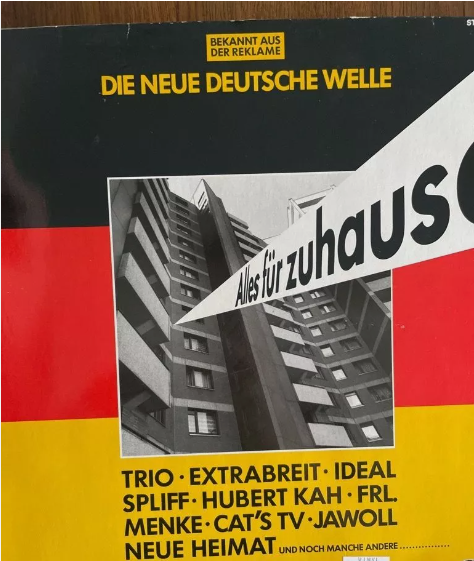 BEKANNT AUS
DER REKLAME
DIE NEUE DEUTSCHE WELLE
Alles für zuhaus
TRIO · EXTRABREIT · IDEAL
SPLIFF · HUBERT KAH · FRL.
MENKE · CAT'S TV · JAWOLL
NEUE HEIMAT UND NOCH MANCHE ANDERE ................